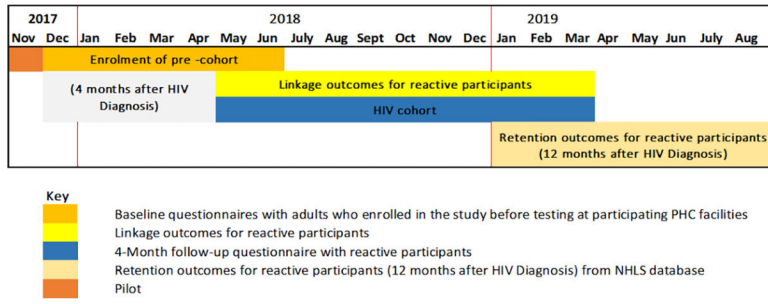 2017 2018 2019
Nov Dec Jan Feb Mar Apr May Jun July Aug Sept Oct Nov Dec Jan Feb Mar Apr May Jun July Aug
Enrolment of pre -cohort
(4 months after HIV
Diagnosis)
Linkage outcomes for reactive participants
HIV cohort
Retention outcomes for reactive participants
(12 months after HIV Diagnosis)
Key
Baseline questionnaires with adults who enrolled in the study before testing at participating PHC facilities
Linkage outcomes for reactive participants
4-Month follow-up questionnaire with reactive participants
Retention outcomes for reactive participants (12 months after HIV Diagnosis) from NHLS database
Pilot